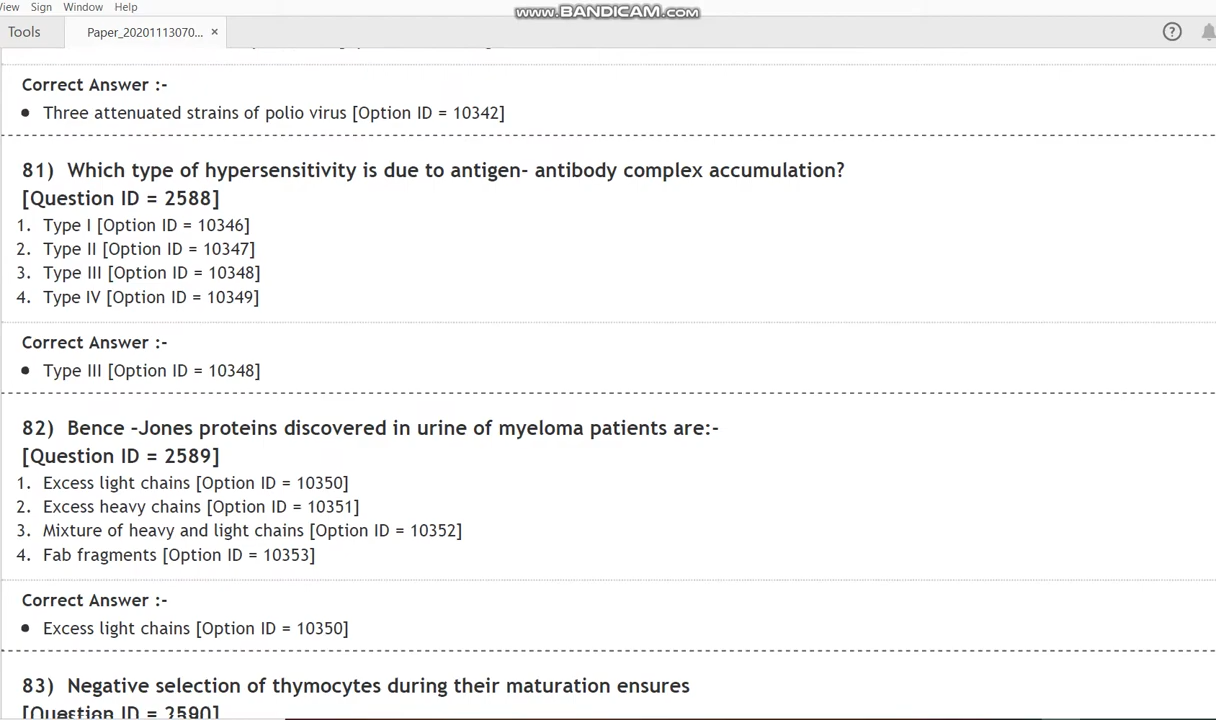 View Sign Window Help
www.BANDICAM.com
Tools
Paper_20201113070... ×
?
Correct Answer :-
• Three attenuated strains of polio virus [Option ID = 10342]
81) Which type of hypersensitivity is due to antigen- antibody complex accumulation?
[Question ID = 2588]
1. Type I [Option ID = 10346]
2. Type II [Option ID = 10347]
3. Type III [Option ID = 10348]
4. Type IV [Option ID = 10349]
Correct Answer :-
• Type III [Option ID = 10348]
82) Bence –Jones proteins discovered in urine of myeloma patients are:-
[Question ID = 2589]
1. Excess light chains [Option ID = 10350]
2. Excess heavy chains [Option ID = 10351]
3. Mixture of heavy and light chains [Option ID = 10352]
4. Fab fragments [Option ID = 10353]
Correct Answer :-
• Excess light chains [Option ID = 10350]
83) Negative selection of thymocytes during their maturation ensures
[Question ID = 2590]